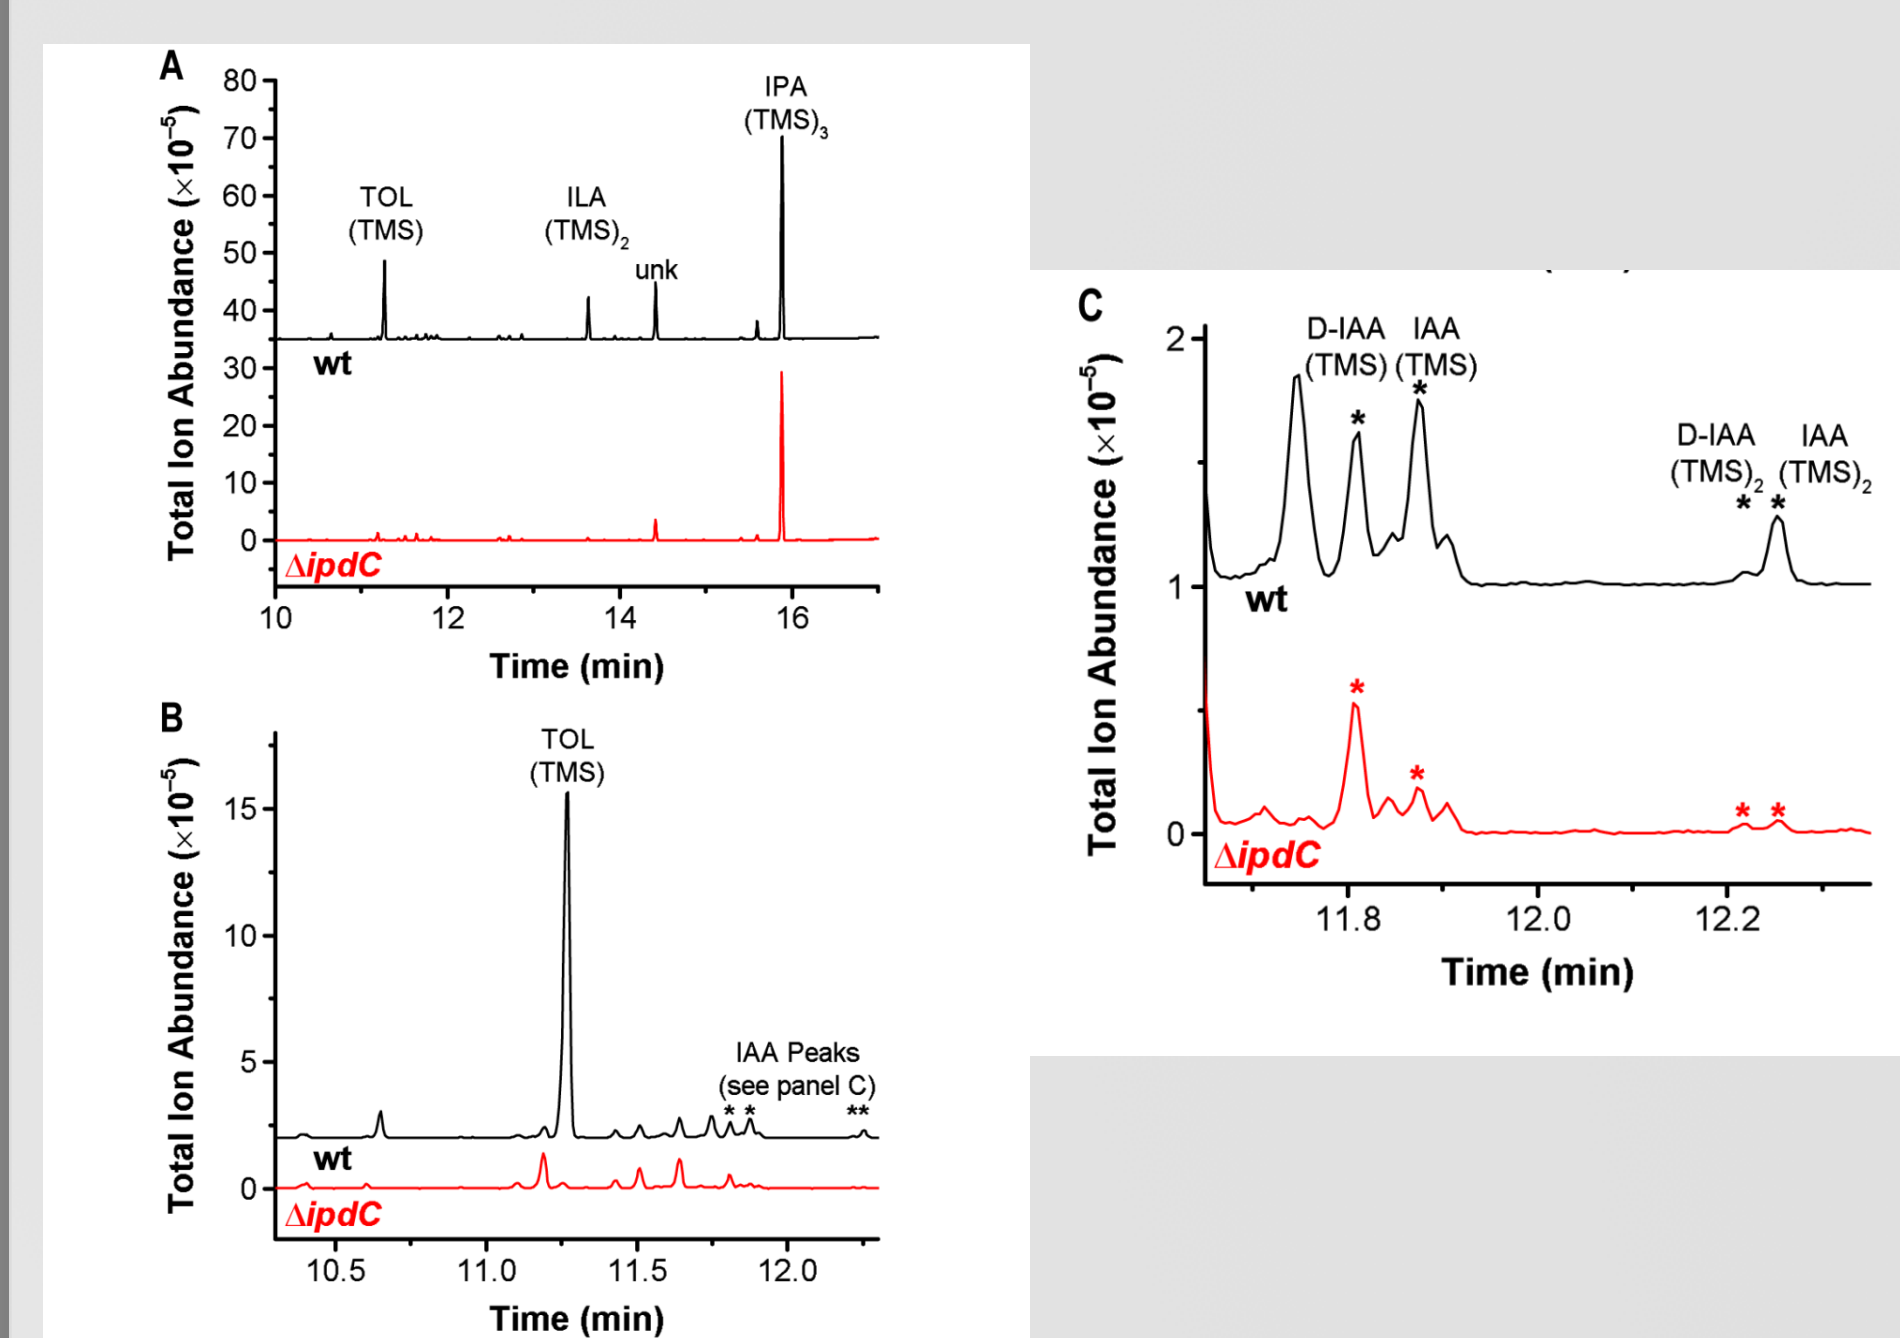 A
Total Ion Abundance (×10⁻⁵)
80
70
60
50
40
30
20
10
0
TOL
(TMS)
ILA
(TMS)₂
unk
IPA
(TMS)₃
wt
ΔipdC
10 12 14 16
Time (min)
B
Total Ion Abundance (×10⁻⁵)
15
10
5
0
TOL
(TMS)
IAA Peaks
(see panel C)
* * **
wt
ΔipdC
10.5 11.0 11.5 12.0
Time (min)
C
Total Ion Abundance (×10⁻⁵)
2
1
0
D-IAA IAA
(TMS) (TMS)
* *
D-IAA IAA
(TMS)₂ (TMS)₂
* *
wt
* * * *
ΔipdC
11.8 12.0 12.2
Time (min)